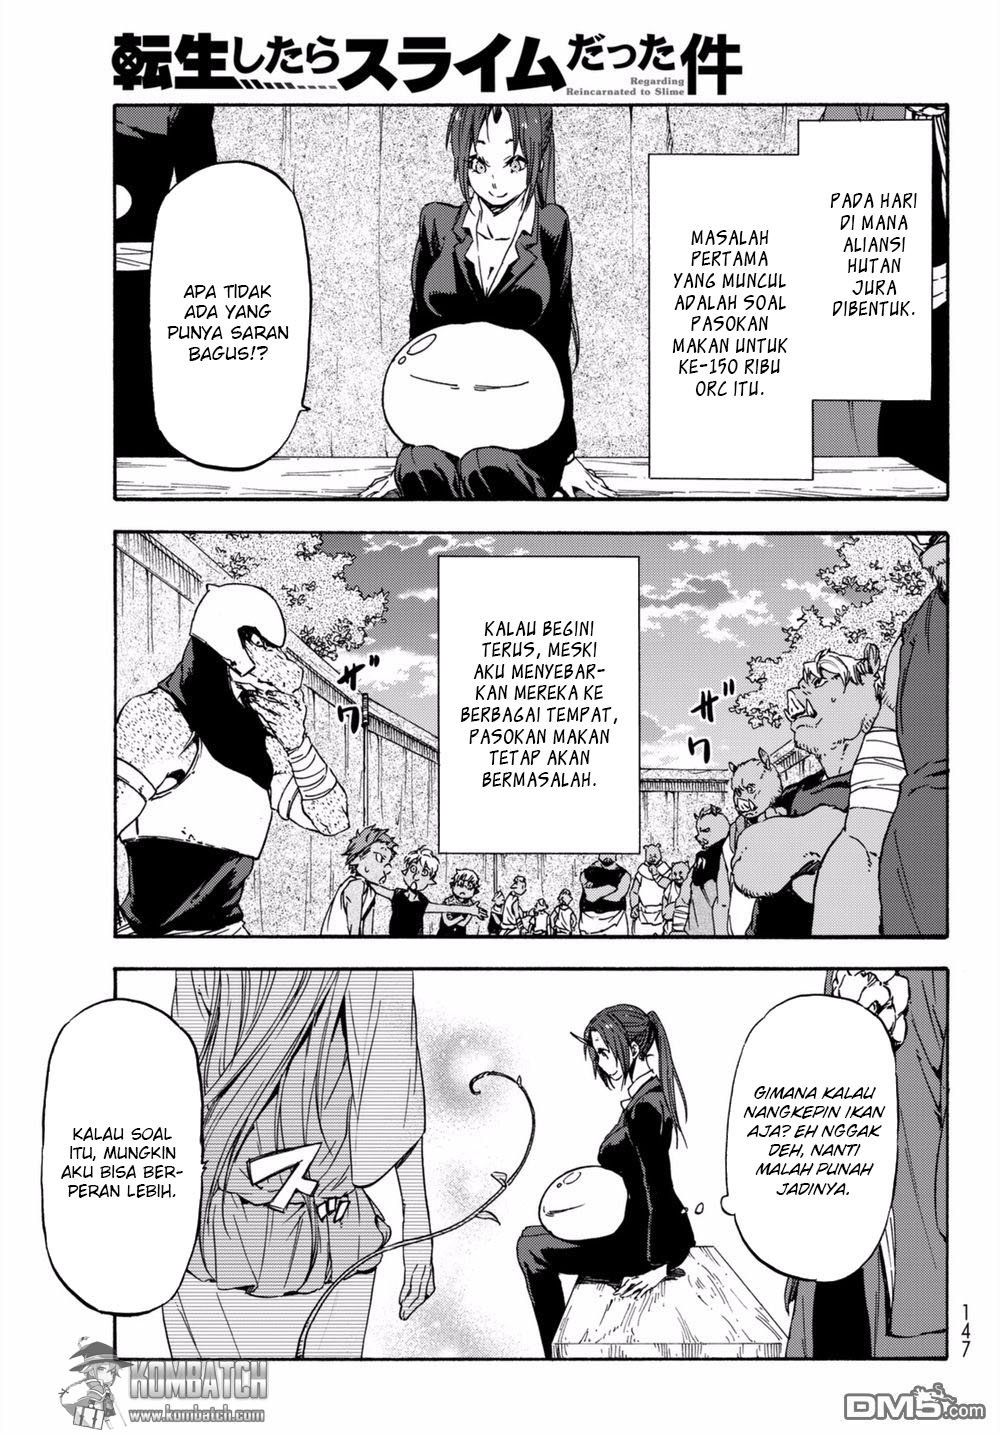 転生したらスライムだった件
Regarding
Reincarnated to Slime
PADA HARI
DI MANA
ALIANSI
HUTAN
JURA
DIBENTUK.
MASALAH
PERTAMA
YANG MUNCUL
ADALAH SOAL
PASOKAN
MAKAN UNTUK
KE-150 RIBU
ORC ITU.
APA TIDAK
ADA YANG
PUNYA SARAN
BAGUS!?
KALAU BEGINI
TERUS, MESKI
AKU MENYEBAR-
KAN MEREKA KE
BERBAGAI TEMPAT,
PASOKAN MAKAN
TETAP AKAN
BERMASALAH.
ザワ
ザワ
GIMANA KALAU
NANGKEPIN IKAN
AJA? EH NGGAK
DEH, NANTI
MALAH PUNAH
JADINYA.
KALAU SOAL
ITU, MUNGKIN
AKU BISA BER-
PERAN LEBIH.
147
KOMBATCH
www.kombatch.com
DM5.com